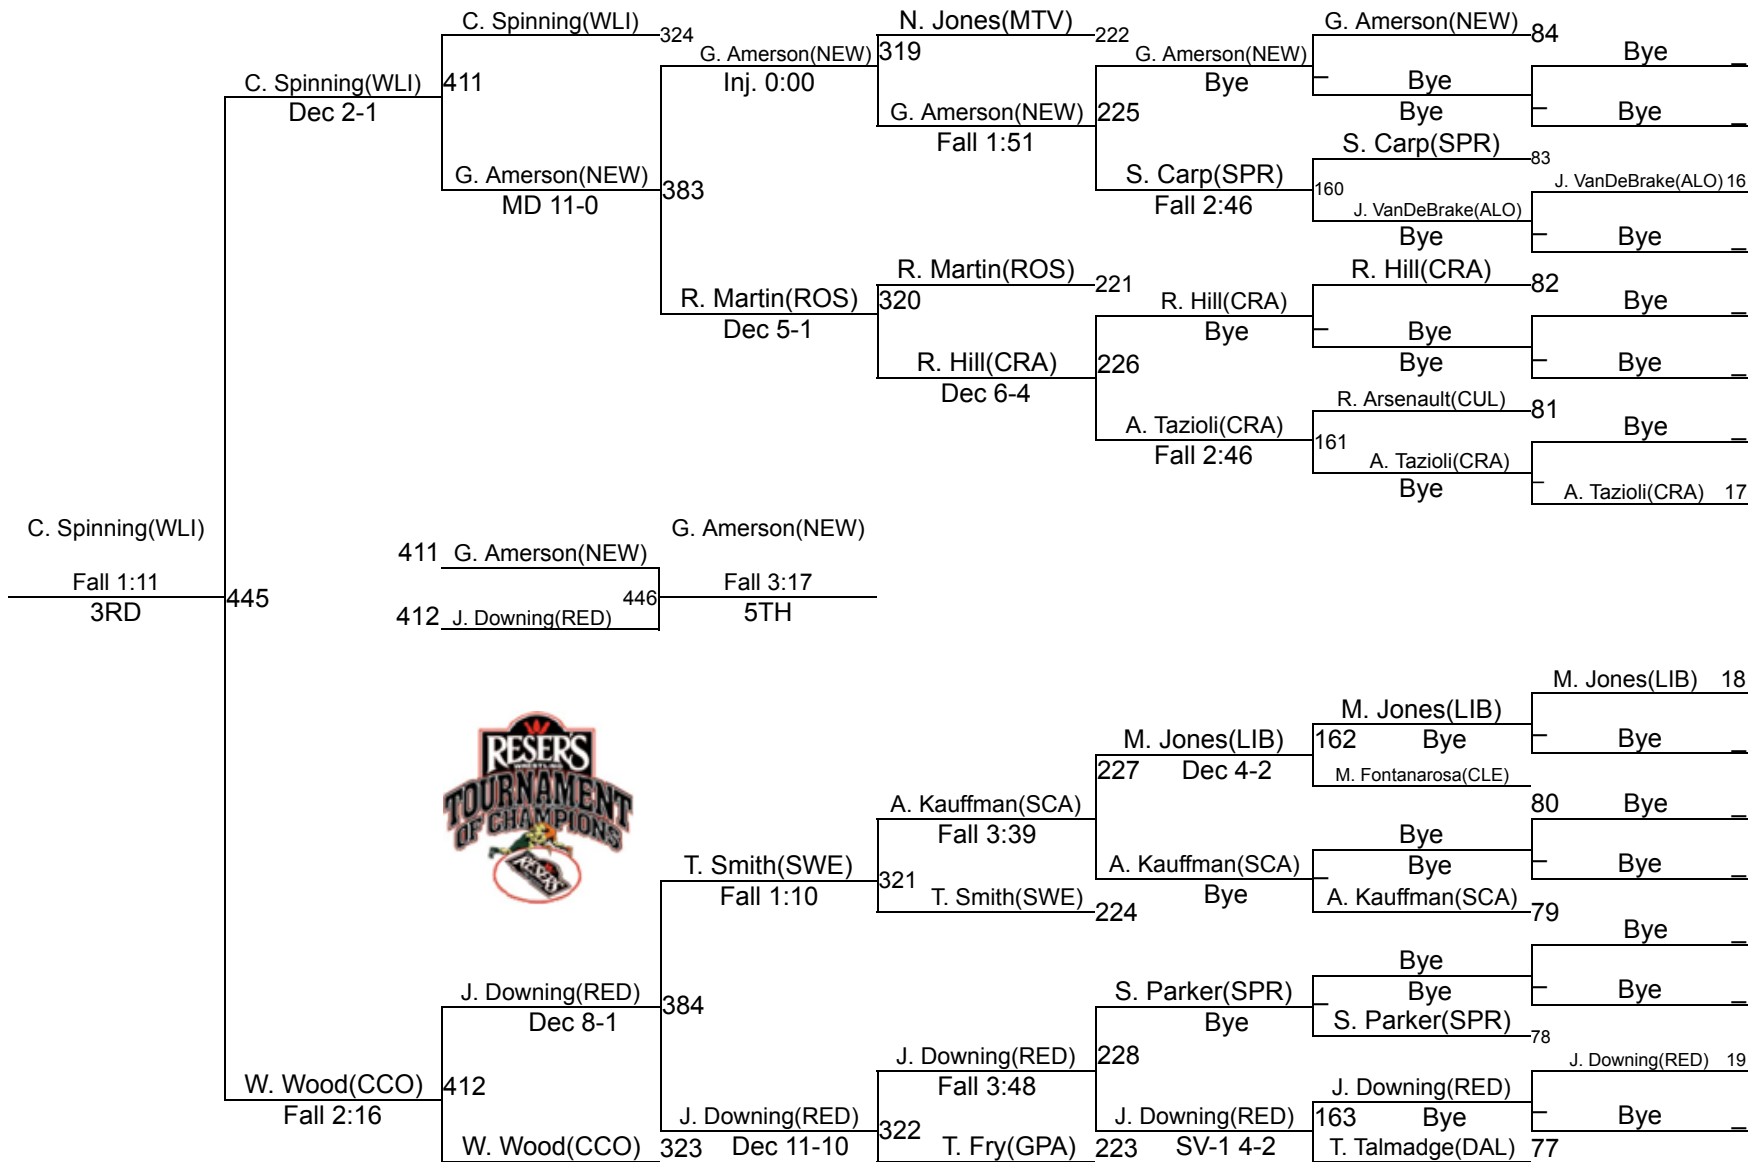 C. Spinning(WLI)
324
N. Jones(MTV)
222
G. Amerson(NEW)
84
Bye _
G. Amerson(NEW)
Inj. 0:00
319
G. Amerson(NEW)
Bye
_ Bye
Bye
_ Bye _
C. Spinning(WLI)
Dec 2-1
411
G. Amerson(NEW)
Fall 1:51
225
S. Carp(SPR)
83
G. Amerson(NEW)
MD 11-0
383
S. Carp(SPR)
Fall 2:46
160
J. VanDeBrake(ALO) 16
J. VanDeBrake(ALO)
Bye
_ Bye _
R. Martin(ROS)
221
R. Hill(CRA)
82
R. Martin(ROS)
Dec 5-1
320
R. Hill(CRA)
Bye
_ Bye
Bye
Bye _
_ Bye _
R. Hill(CRA)
Dec 6-4
226
R. Arsenault(CUL)
81
A. Tazioli(CRA)
Fall 2:46
161
A. Tazioli(CRA)
Bye
Bye _
_ A. Tazioli(CRA) 17
C. Spinning(WLI)
Fall 1:11
3RD
445
411 G. Amerson(NEW)
412 J. Downing(RED)
446
G. Amerson(NEW)
Fall 3:17
5TH
RESER'S
WRESTLING
TOURNAMENT
OF CHAMPIONS
RESER'S
M. Jones(LIB) 18
M. Jones(LIB)
162 Bye
_ Bye _
M. Jones(LIB)
227 Dec 4-2
M. Fontanarosa(CLE)
80 Bye _
A. Kauffman(SCA)
Fall 3:39
Bye
Bye
_ Bye _
T. Smith(SWE)
Fall 1:10
321
A. Kauffman(SCA)
Bye
_
A. Kauffman(SCA)
79
T. Smith(SWE)
224
Bye _
Bye
Bye
_ Bye _
J. Downing(RED)
Dec 8-1
384
S. Parker(SPR)
Bye
_
S. Parker(SPR)
78
J. Downing(RED)
Fall 3:48
228
J. Downing(RED) 19
W. Wood(CCO)
Fall 2:16
412
J. Downing(RED)
163 Bye
_ Bye _
J. Downing(RED)
Dec 11-10
322
J. Downing(RED)
SV-1 4-2
W. Wood(CCO)
323
T. Fry(GPA)
223
T. Talmadge(DAL)
77